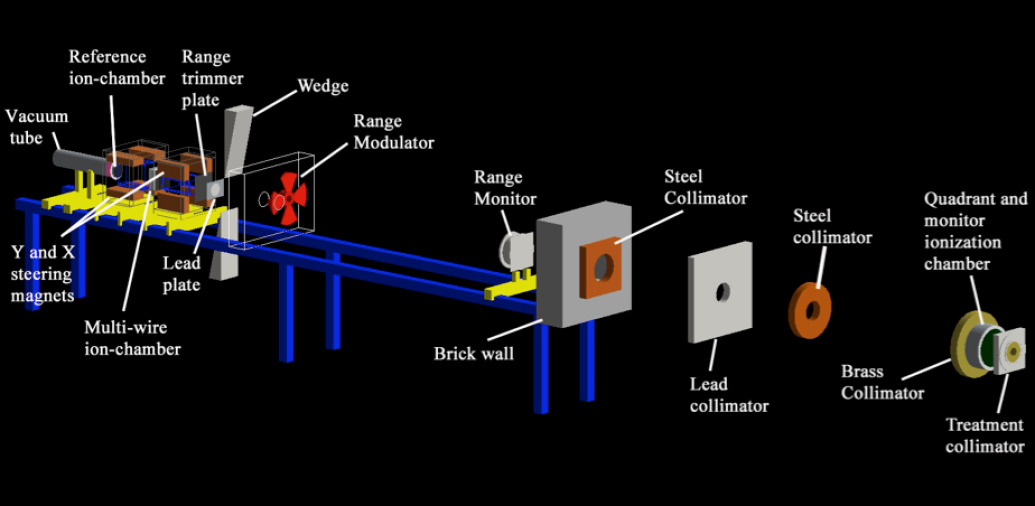 Reference
ion-chamber
Range
trimmer
plate
Wedge
Vacuum
tube
Range
Modulator
Range
Monitor
Steel
Collimator
Steel
collimator
Quadrant and
monitor
ionization
chamber
Y and X
steering
magnets
Lead
plate
Multi-wire
ion-chamber
Brick wall
Lead
collimator
Brass
Collimator
Treatment
collimator